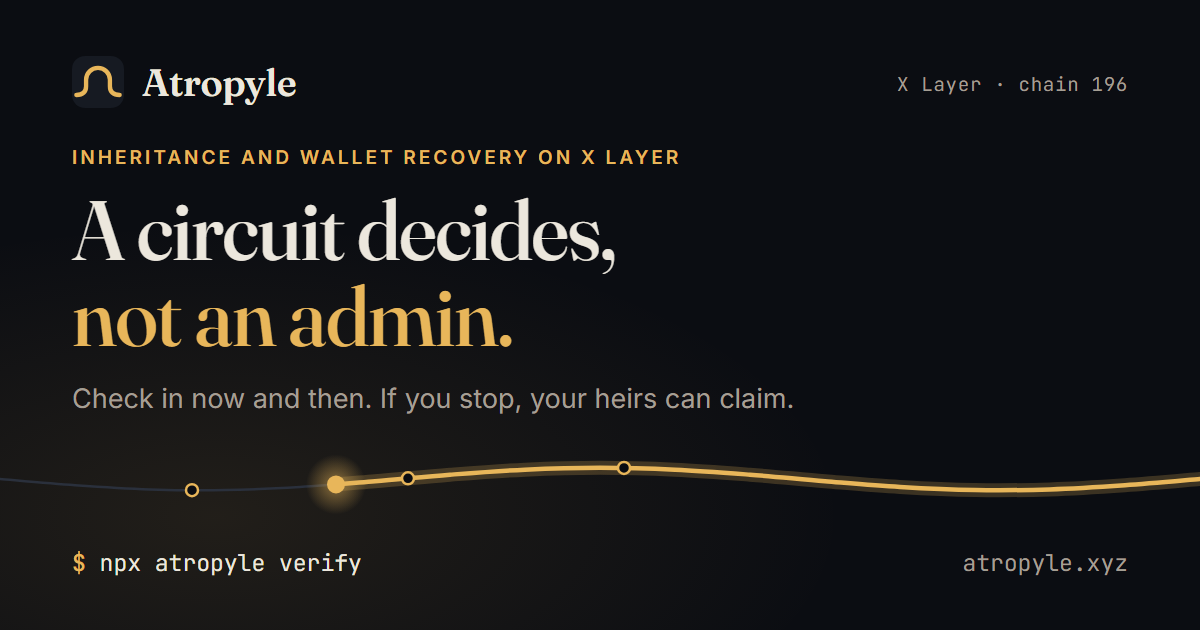 Atropyle
X Layer · chain 196
INHERITANCE AND WALLET RECOVERY ON X LAYER
A circuit decides,
not an admin.
Check in now and then. If you stop, your heirs can claim.
$ npx atropyle verify
atropyle.xyz